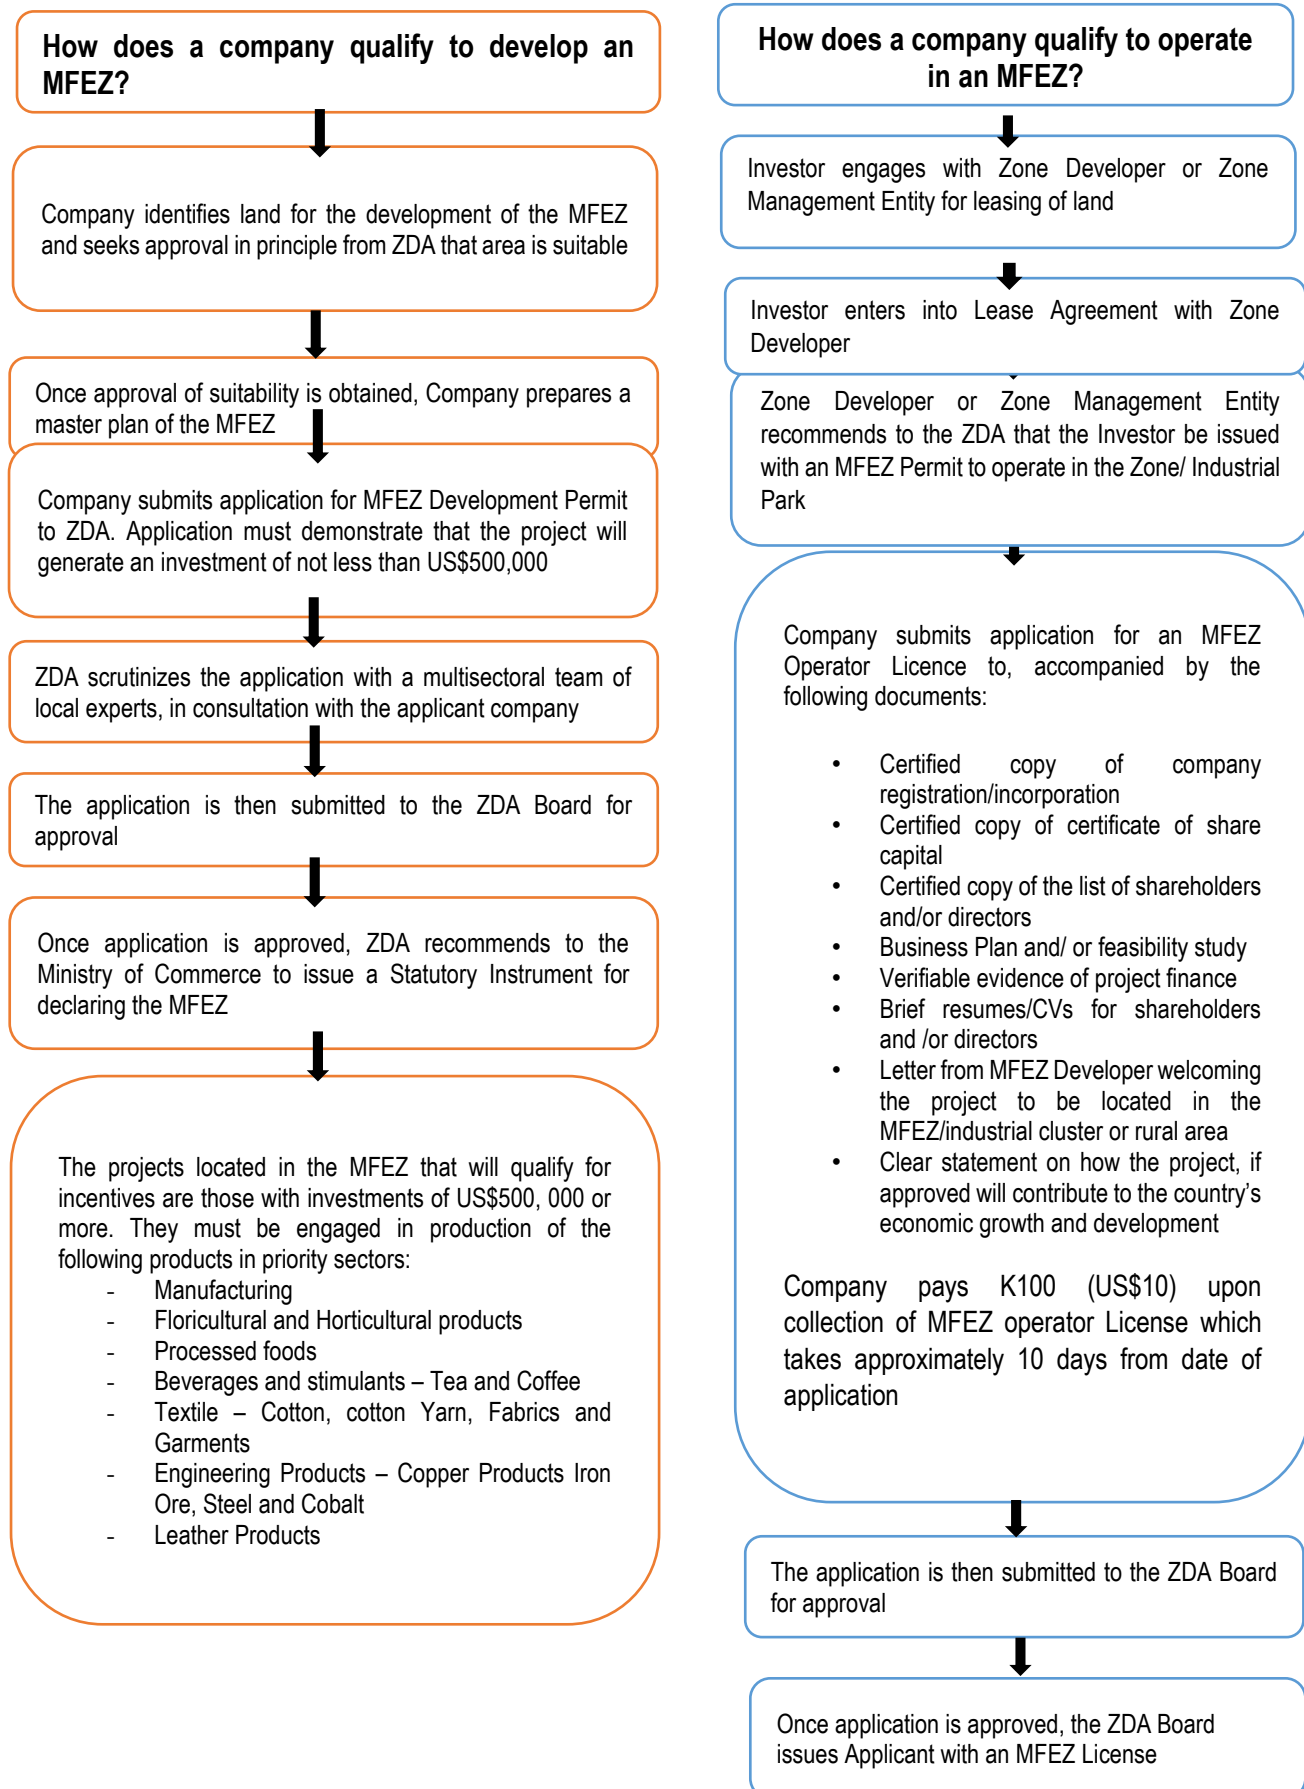 How does a company qualify to develop an
MFEZ?
Company identifies land for the development of the MFEZ
and seeks approval in principle from ZDA that area is suitable
Once approval of suitability is obtained, Company prepares a
master plan of the MFEZ
Company submits application for MFEZ Development Permit
to ZDA. Application must demonstrate that the project will
generate an investment of not less than US$500,000
ZDA scrutinizes the application with a multisectoral team of
local experts, in consultation with the applicant company
The application is then submitted to the ZDA Board for
approval
Once application is approved, ZDA recommends to the
Ministry of Commerce to issue a Statutory Instrument for
declaring the MFEZ
The projects located in the MFEZ that will qualify for
incentives are those with investments of US$500, 000 or
more. They must be engaged in production of the
following products in priority sectors:
- Manufacturing
- Floricultural and Horticultural products
- Processed foods
- Beverages and stimulants – Tea and Coffee
- Textile – Cotton, cotton Yarn, Fabrics and
Garments
- Engineering Products – Copper Products Iron
Ore, Steel and Cobalt
- Leather Products
How does a company qualify to operate
in an MFEZ?
Investor engages with Zone Developer or Zone
Management Entity for leasing of land
Investor enters into Lease Agreement with Zone
Developer
Zone Developer or Zone Management Entity
recommends to the ZDA that the Investor be issued
with an MFEZ Permit to operate in the Zone/ Industrial
Park
Company submits application for an MFEZ
Operator Licence to, accompanied by the
following documents:
• Certified copy of company
registration/incorporation
• Certified copy of certificate of share
capital
• Certified copy of the list of shareholders
and/or directors
• Business Plan and/ or feasibility study
• Verifiable evidence of project finance
• Brief resumes/CVs for shareholders
and /or directors
• Letter from MFEZ Developer welcoming
the project to be located in the
MFEZ/industrial cluster or rural area
• Clear statement on how the project, if
approved will contribute to the country's
economic growth and development
Company pays K100 (US$10) upon
collection of MFEZ operator License which
takes approximately 10 days from date of
application
The application is then submitted to the ZDA Board
for approval
Once application is approved, the ZDA Board
issues Applicant with an MFEZ License